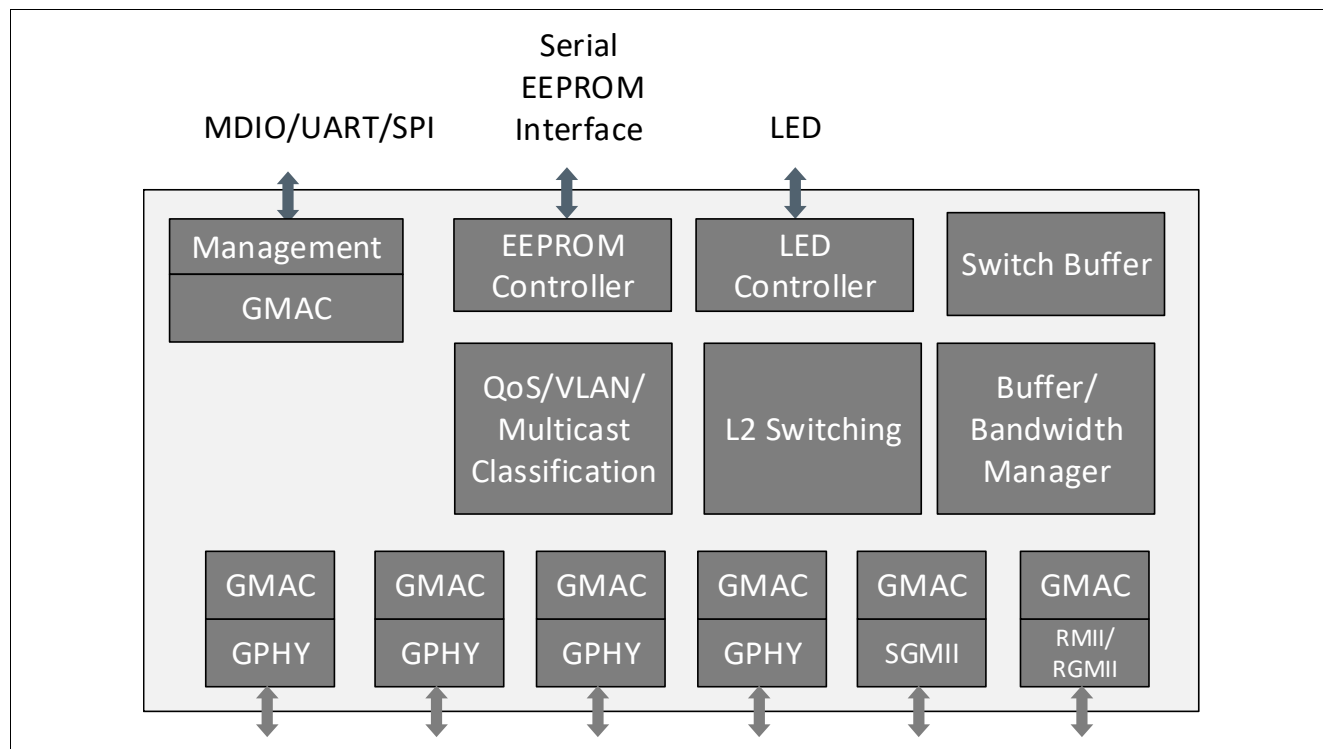 Serial
EEPROM
Interface
MDIO/UART/SPI
LED
Management
GMAC
EEPROM
Controller
LED
Controller
Switch Buffer
QoS/VLAN/
Multicast
Classification
L2 Switching
Buffer/
Bandwidth
Manager
GMAC
GPHY
GMAC
GPHY
GMAC
GPHY
GMAC
GPHY
GMAC
SGMII
GMAC
RMII/
RGMII